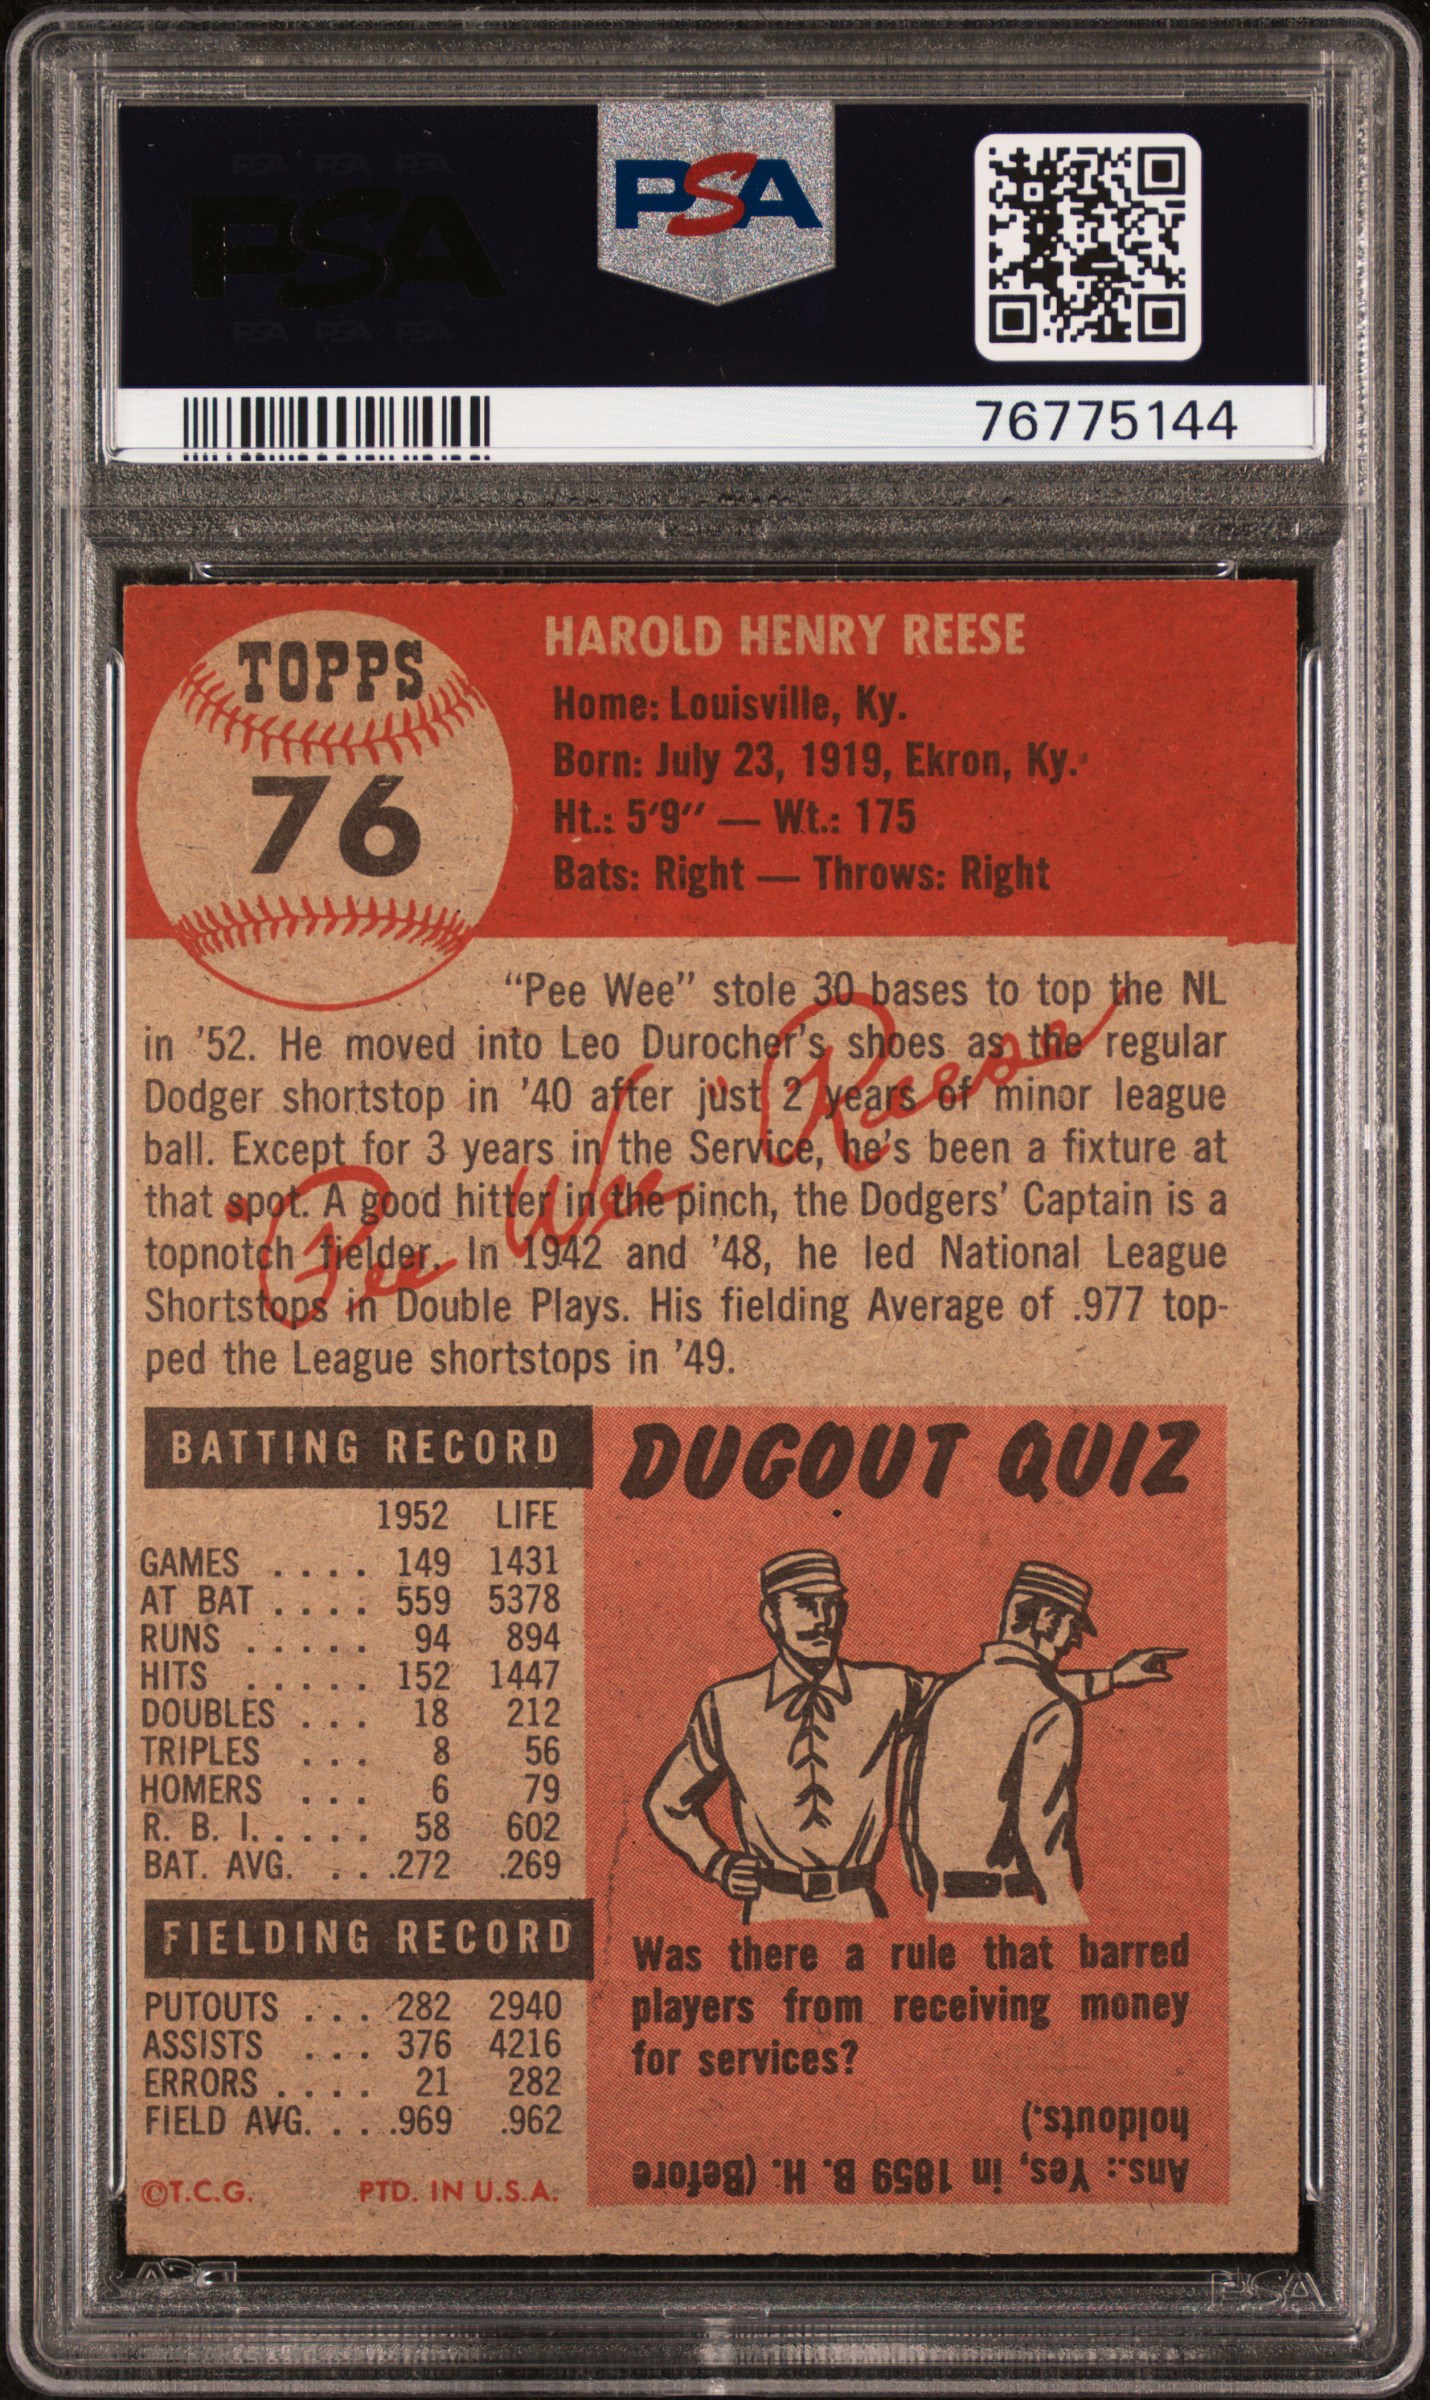 PSA PSA PSA
PSA
PSA PSA PSA
PSA
76775144
TOPPS
76
HAROLD HENRY REESE
Home: Louisville, Ky.
Born: July 23, 1919, Ekron, Ky.
Ht.: 5'9" — Wt.: 175
Bats: Right — Throws: Right
"Pee Wee" stole 30 bases to top the NL
in '52. He moved into Leo Durocher's shoes as the regular
Dodger shortstop in '40 after just 2 years of minor league
ball. Except for 3 years in the Service, he's been a fixture at
that spot. A good hitter in the pinch, the Dodgers' Captain is a
topnotch fielder. In 1942 and '48, he led National League
Shortstops in Double Plays. His fielding Average of .977 top-
ped the League shortstops in '49.
"Pee Wee" Reese
BATTING RECORD
1952 LIFE
GAMES . . . . 149 1431
AT BAT . . . . 559 5378
RUNS . . . . . 94 894
HITS . . . . . 152 1447
DOUBLES . . . 18 212
TRIPLES . . . 8 56
HOMERS . . . 6 79
R. B. I. . . . . 58 602
BAT. AVG. . . .272 .269
FIELDING RECORD
PUTOUTS . . . 282 2940
ASSISTS . . . 376 4216
ERRORS . . . . 21 282
FIELD AVG. . . .969 .962
©T.C.G. PTD. IN U.S.A.
DUGOUT QUIZ
Was there a rule that barred
players from receiving money
for services?
Ans.: Yes, in 1859 B. H. (Before
holdouts.)
PSA
PSA